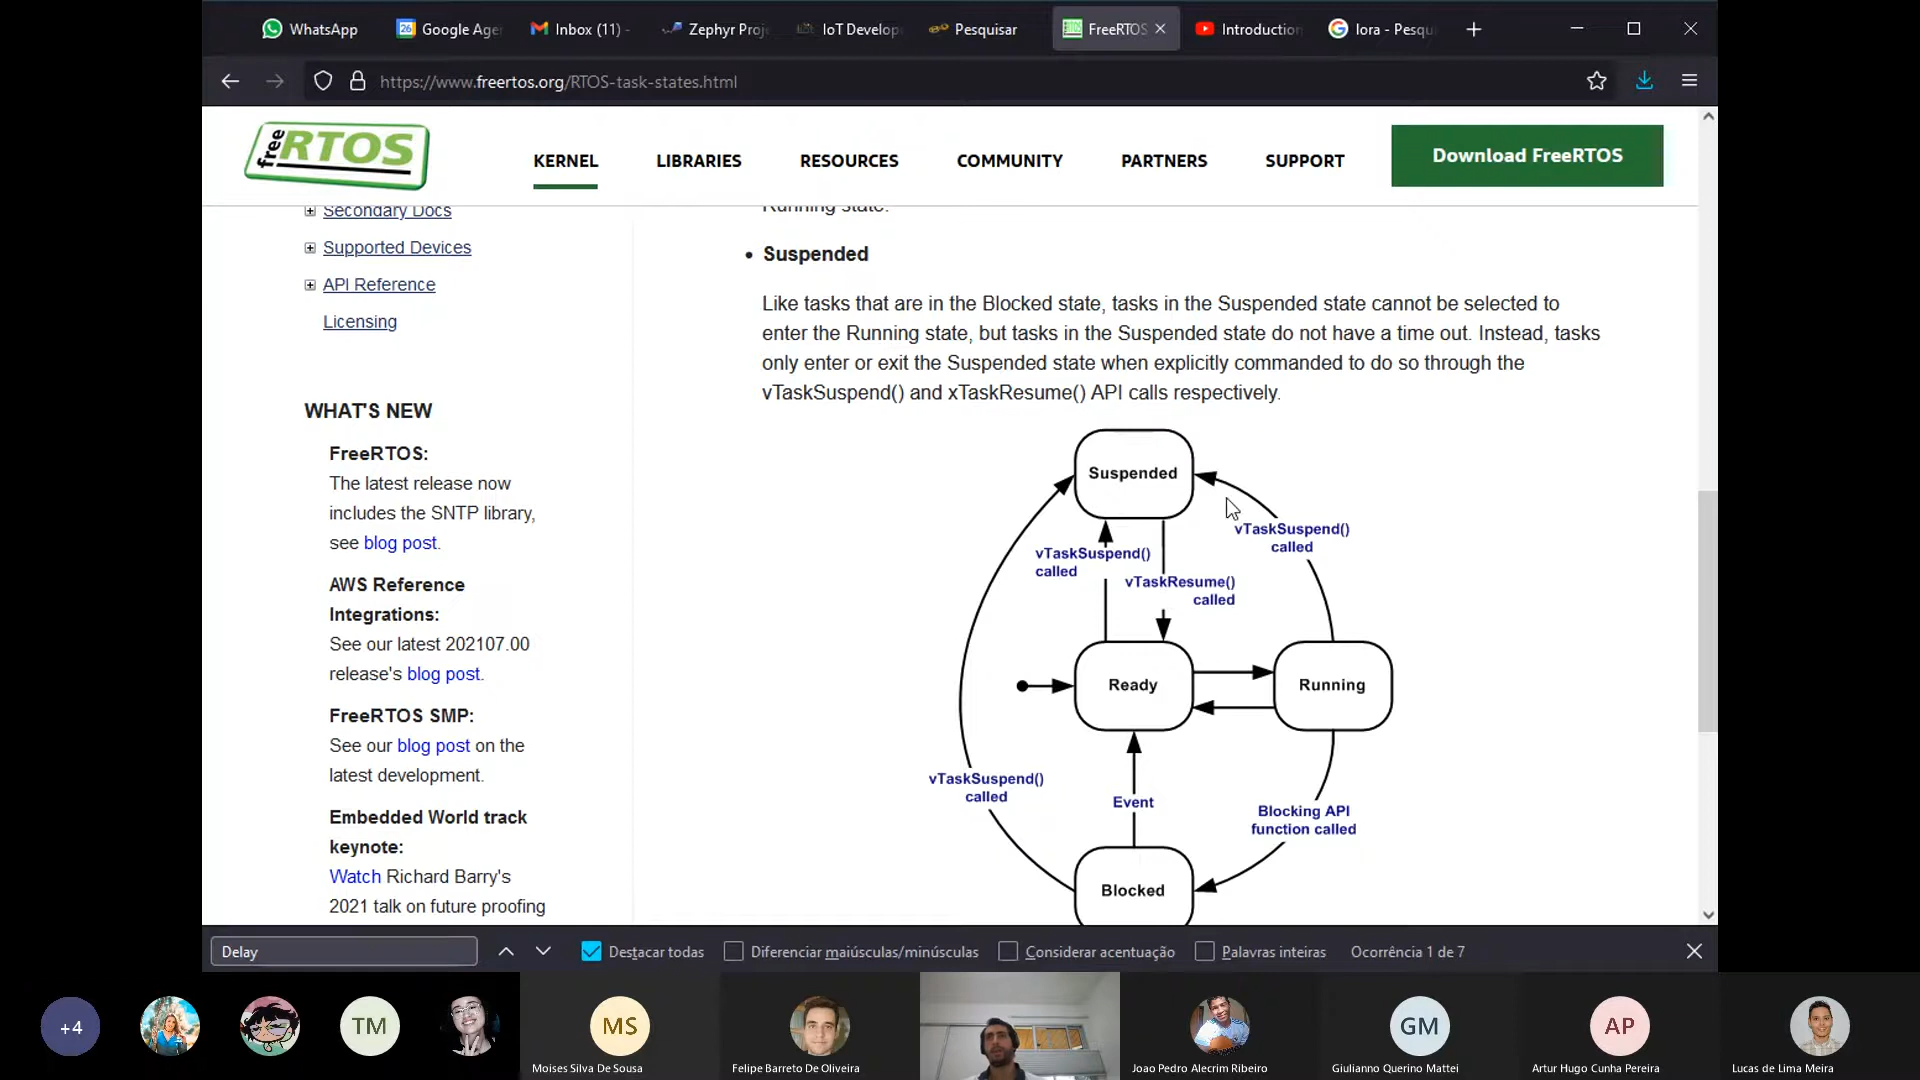 WhatsApp
Google Age
Inbox (11) -
Zephyr Proj
IoT Develop
Pesquisar
FreeRTOS
Introduction
lora - Pesqu
https://www.freertos.org/RTOS-task-states.html
free RTOS
KERNEL
LIBRARIES
RESOURCES
COMMUNITY
PARTNERS
SUPPORT
Download FreeRTOS
Secondary Docs
Supported Devices
API Reference
Licensing
WHAT'S NEW
FreeRTOS:
The latest release now
includes the SNTP library,
see blog post.
AWS Reference
Integrations:
See our latest 202107.00
release's blog post.
FreeRTOS SMP:
See our blog post on the
latest development.
Embedded World track
keynote:
Watch Richard Barry's
2021 talk on future proofing
Running state.
• Suspended
Like tasks that are in the Blocked state, tasks in the Suspended state cannot be selected to
enter the Running state, but tasks in the Suspended state do not have a time out. Instead, tasks
only enter or exit the Suspended state when explicitly commanded to do so through the
vTaskSuspend() and xTaskResume() API calls respectively.
Suspended
vTaskSuspend()
called
vTaskSuspend()
called
vTaskResume()
called
Ready
Running
vTaskSuspend()
called
Event
Blocking API
function called
Blocked
Delay
Destacar todas
Diferenciar maiúsculas/minúsculas
Considerar acentuação
Palavras inteiras
Ocorrência 1 de 7
+4
TM
MS
GM
AP
Moises Silva De Sousa
Felipe Barreto De Oliveira
Joao Pedro Alecrim Ribeiro
Giulianno Querino Mattei
Artur Hugo Cunha Pereira
Lucas de Lima Meira